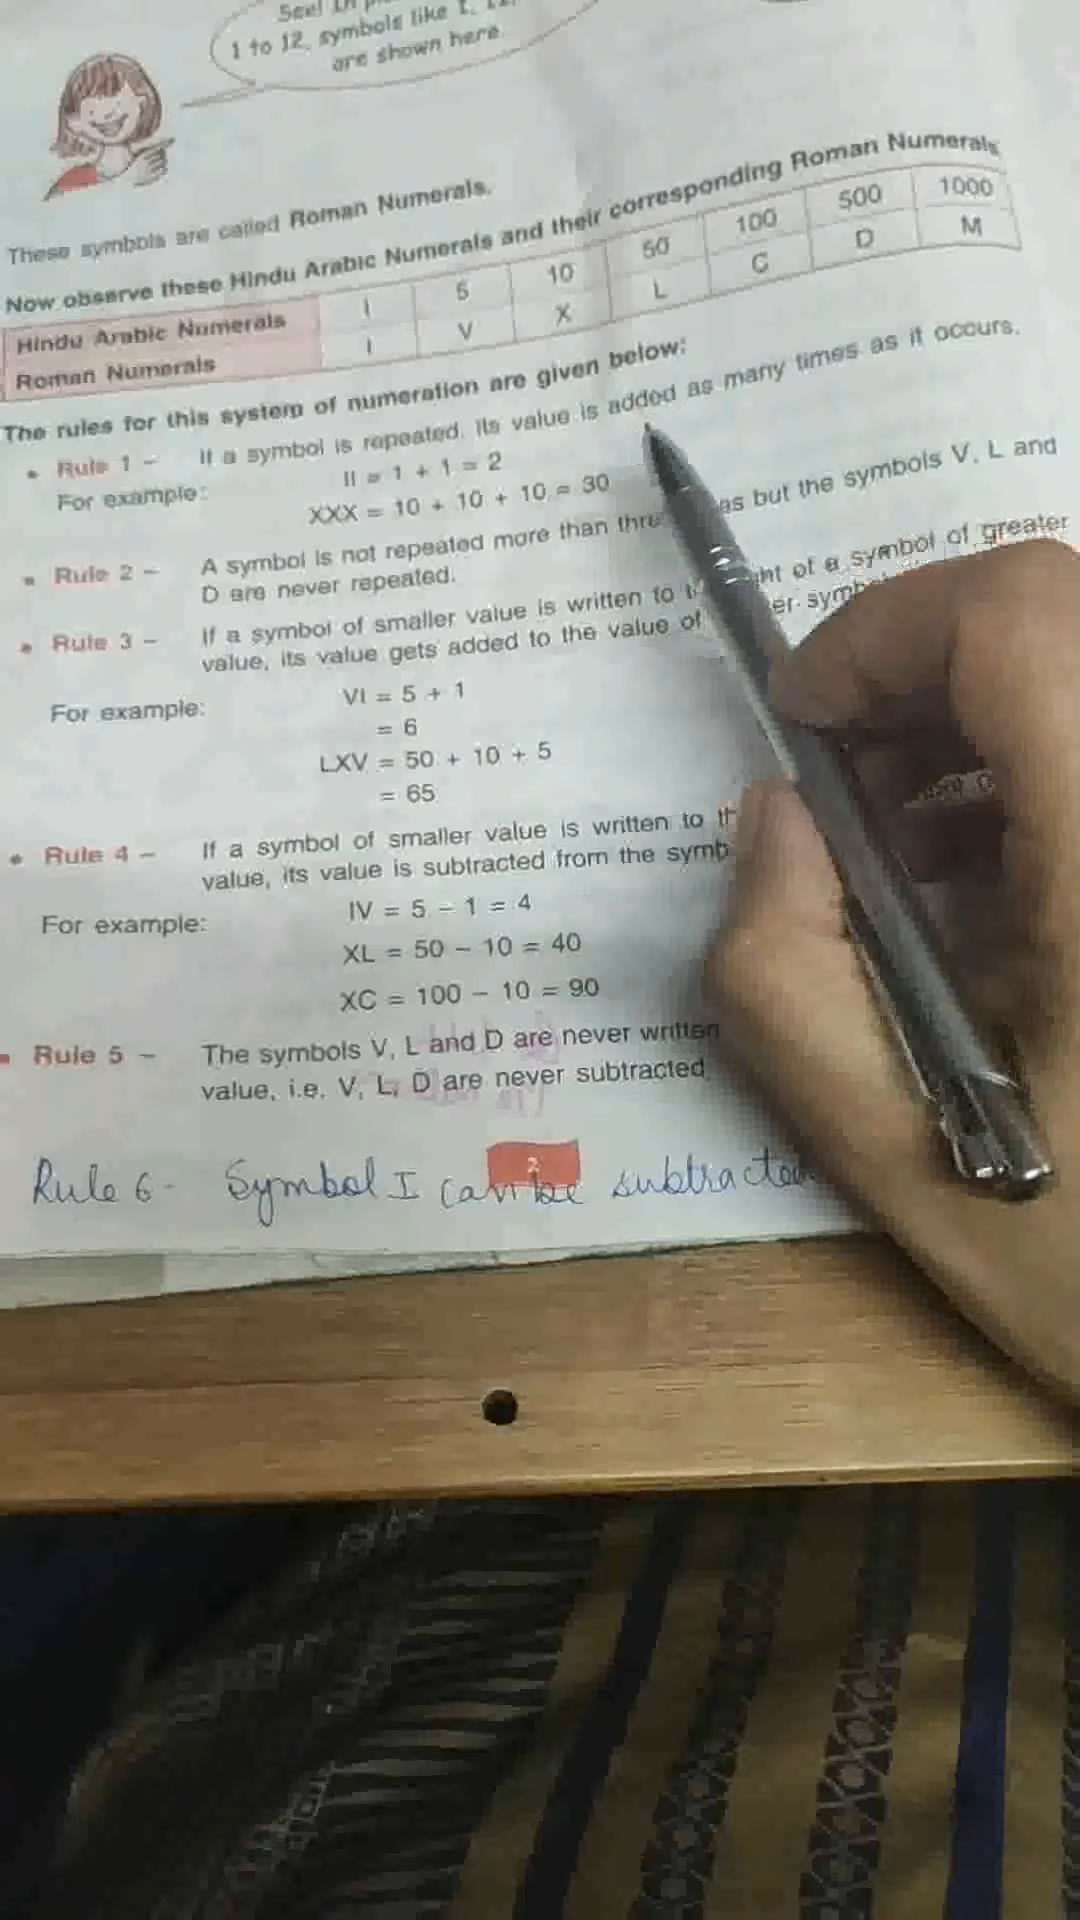 1 to 12, symbols like I,
are shown here
These symbols are called Roman Numerals.
Now observe these Hindu Arabic Numerals and their corresponding Roman Numerals
Hindu Arabic Numerals 1 5 10 50 100 500 1000
Roman Numerals I V X L C D M
The rules for this system of numeration are given below:
• Rule 1 – If a symbol is repeated, its value is added as many times as it occurs.
For example: II = 1 + 1 = 2
XXX = 10 + 10 + 10 = 30
• Rule 2 – A symbol is not repeated more than but the symbols V, L and
D are never repeated.
• Rule 3 – If a symbol of smaller value is written to of a symbol of greater
value, its value gets added to the value of
For example: VI = 5 + 1
= 6
LXV = 50 + 10 + 5
= 65
• Rule 4 – If a symbol of smaller value is written to
value, its value is subtracted from the
For example: IV = 5 – 1 = 4
XL = 50 – 10 = 40
XC = 100 – 10 = 90
• Rule 5 – The symbols V, L and D are never written
value, i.e. V, L, D are never subtracted
2
Rule 6 - Symbol I can be subtracted